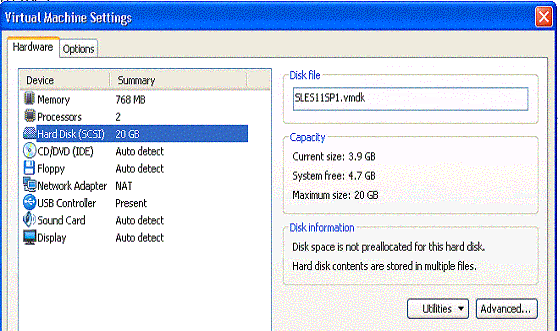 Virtual Machine Settings
Hardware Options
Device Summary
Memory 768 MB
Processors 2
Hard Disk (SCSI) 20 GB
CD/DVD (IDE) Auto detect
Floppy Auto detect
Network Adapter NAT
USB Controller Present
Sound Card Auto detect
Display Auto detect
Disk file
SLES11SP1.vmdk
Capacity
Current size: 3.9 GB
System free: 4.7 GB
Maximum size: 20 GB
Disk information
Disk space is not preallocated for this hard disk.
Hard disk contents are stored in multiple files.
Utilities Advanced...